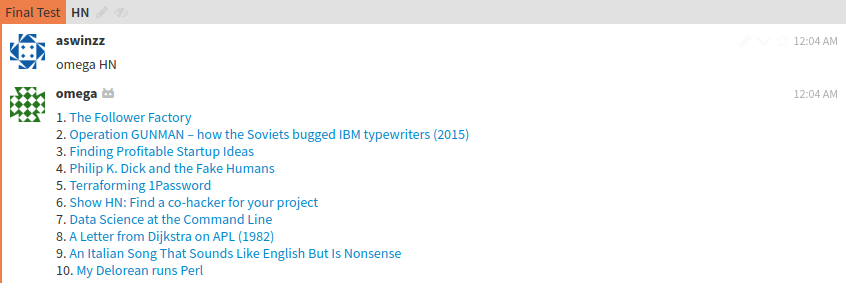 Final Test HN
aswinzz 12:04 AM
omega HN
omega 12:04 AM
1. The Follower Factory
2. Operation GUNMAN – how the Soviets bugged IBM typewriters (2015)
3. Finding Profitable Startup Ideas
4. Philip K. Dick and the Fake Humans
5. Terraforming 1Password
6. Show HN: Find a co-hacker for your project
7. Data Science at the Command Line
8. A Letter from Dijkstra on APL (1982)
9. An Italian Song That Sounds Like English But Is Nonsense
10. My Delorean runs Perl